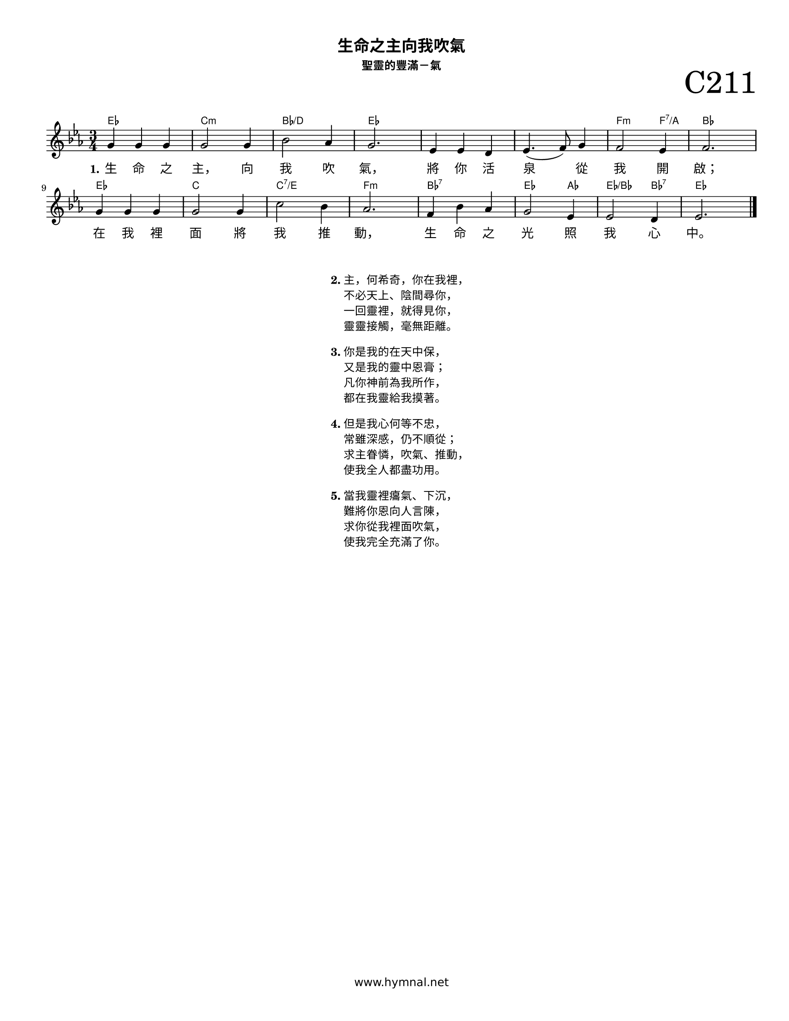 生命之主向我吹氣
聖靈的豐滿－氣
C211
E♭ Cm B♭/D E♭ Fm F7/A B♭
1. 生 命 之 主， 向 我 吹 氣， 將 你 活 泉 從 我 開 啟；
9 E♭ C C7/E Fm B♭7 E♭ A♭ E♭/B♭ B♭7 E♭
在 我 裡 面 將 我 推 動， 生 命 之 光 照 我 心 中。
2. 主，何希奇，你在我裡，
不必天上、陰間尋你，
一回靈裡，就得見你，
靈靈接觸，毫無距離。
3. 你是我的在天中保，
又是我的靈中恩膏；
凡你神前為我所作，
都在我靈給我摸著。
4. 但是我心何等不忠，
常雖深感，仍不順從；
求主眷憐，吹氣、推動，
使我全人都盡功用。
5. 當我靈裡癟氣、下沉，
難將你恩向人言陳，
求你從我裡面吹氣，
使我完全充滿了你。
www.hymnal.net